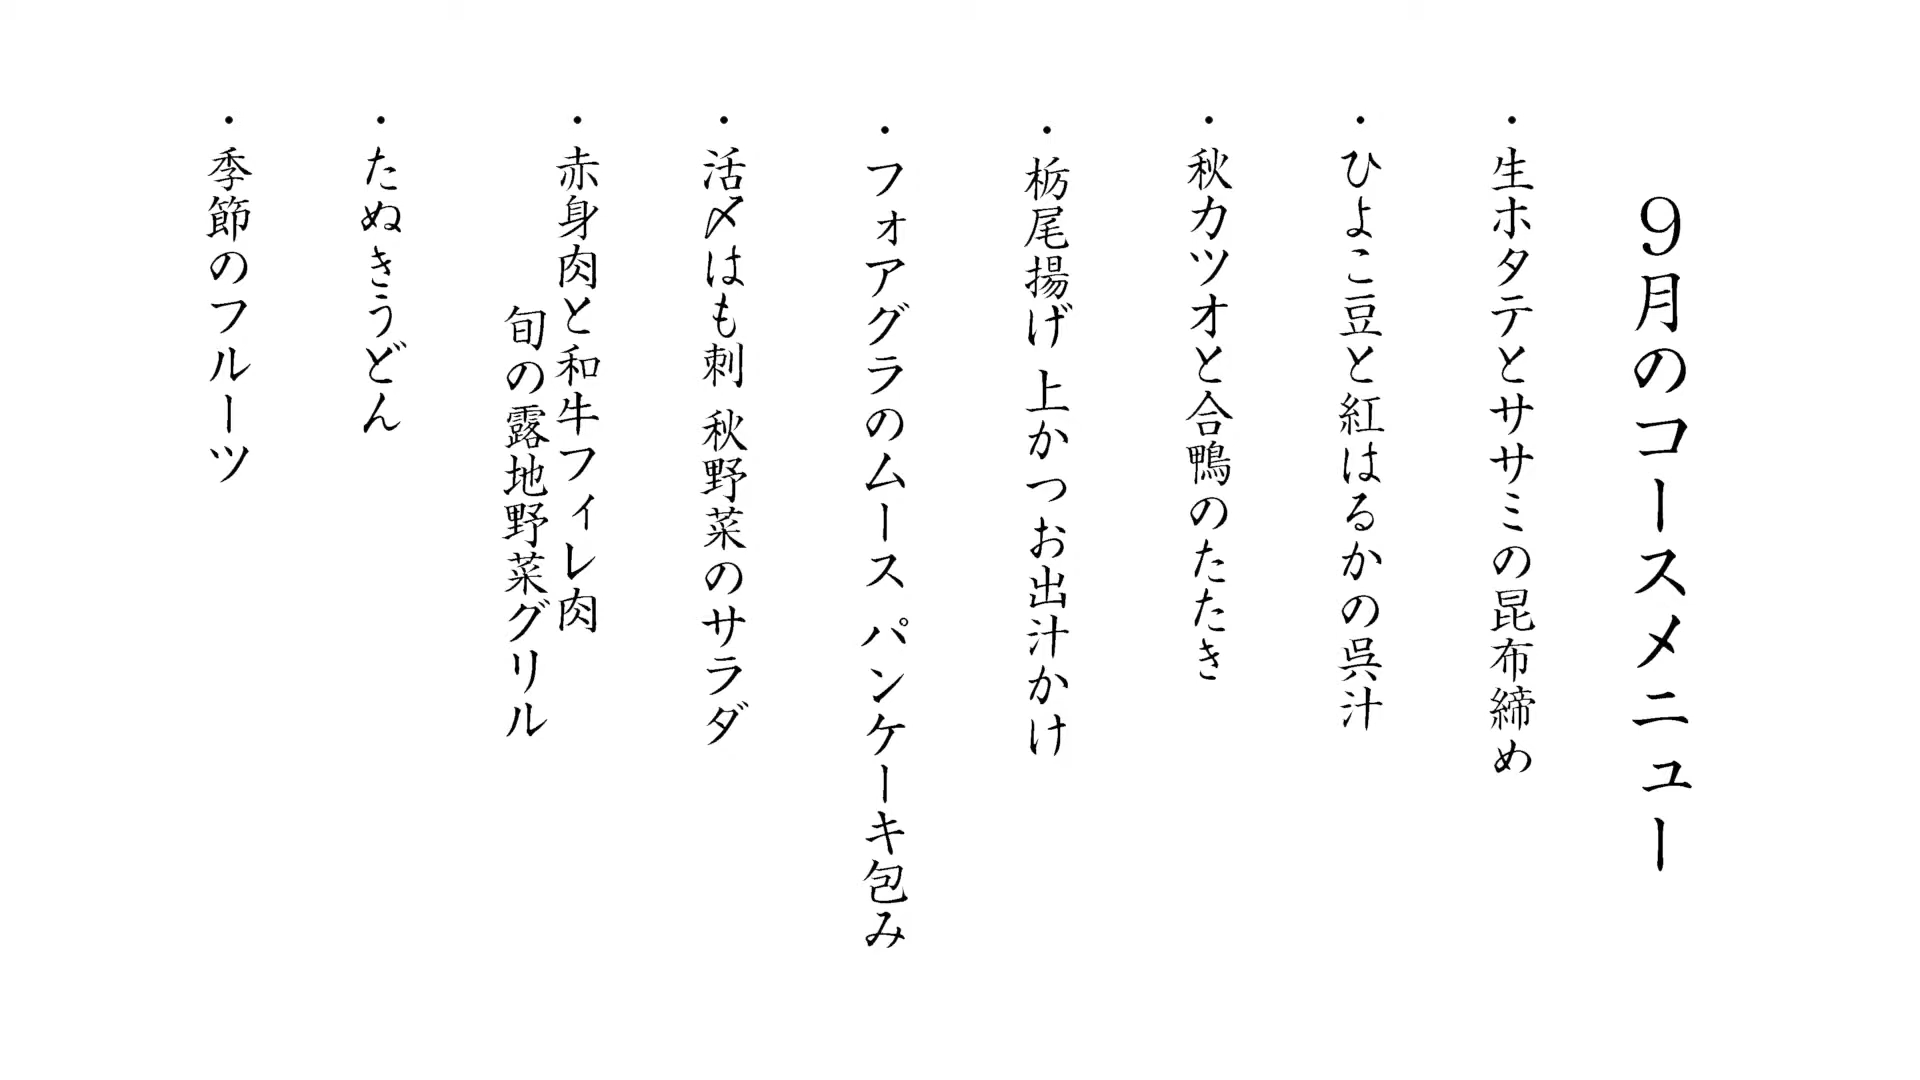 9月のコースメニュー
・生ホタテとササミの昆布締め
・ひよこ豆と紅はるかの呉汁
・秋カツオと合鴨のたたき
・栃尾揚げ 上かつお出汁かけ
・フォアグラのムース パンケーキ包み
・活〆はも刺 秋野菜のサラダ
・赤身肉と和牛フィレ肉
旬の露地野菜グリル
・たぬきうどん
・季節のフルーツ